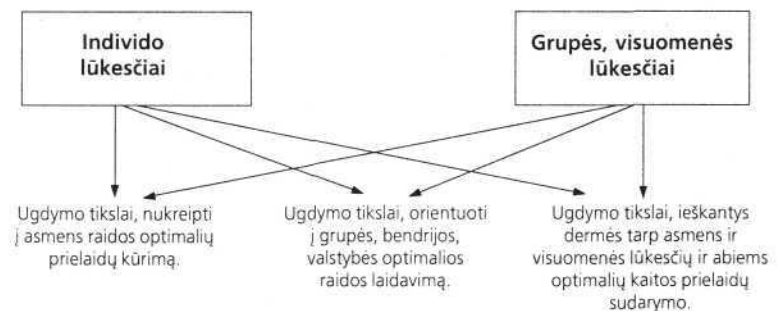 Individo
lūkesčiai
Grupės, visuomenės
lūkesčiai
Ugdymo tikslai, nukreipti
į asmens raidos optimalių
prielaidų kūrimą.
Ugdymo tikslai, orientuoti
į grupės, bendrijos,
valstybės optimalios
raidos laidavimą.
Ugdymo tikslai, ieškantys
dermės tarp asmens ir
visuomenės lūkesčių ir abiems
optimalių kaitos prielaidų
sudarymo.